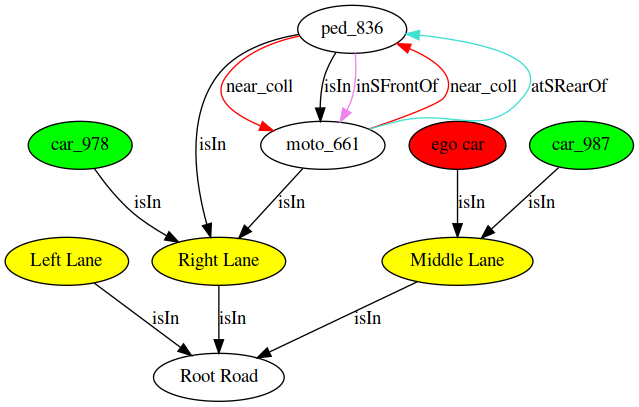 ped_836
near_coll
isIn
inSFrontOf
near_coll
atSRearOf
isIn
car_978
moto_661
ego car
car_987
isIn
isIn
isIn
isIn
Left Lane
Right Lane
Middle Lane
isIn
isIn
isIn
Root Road